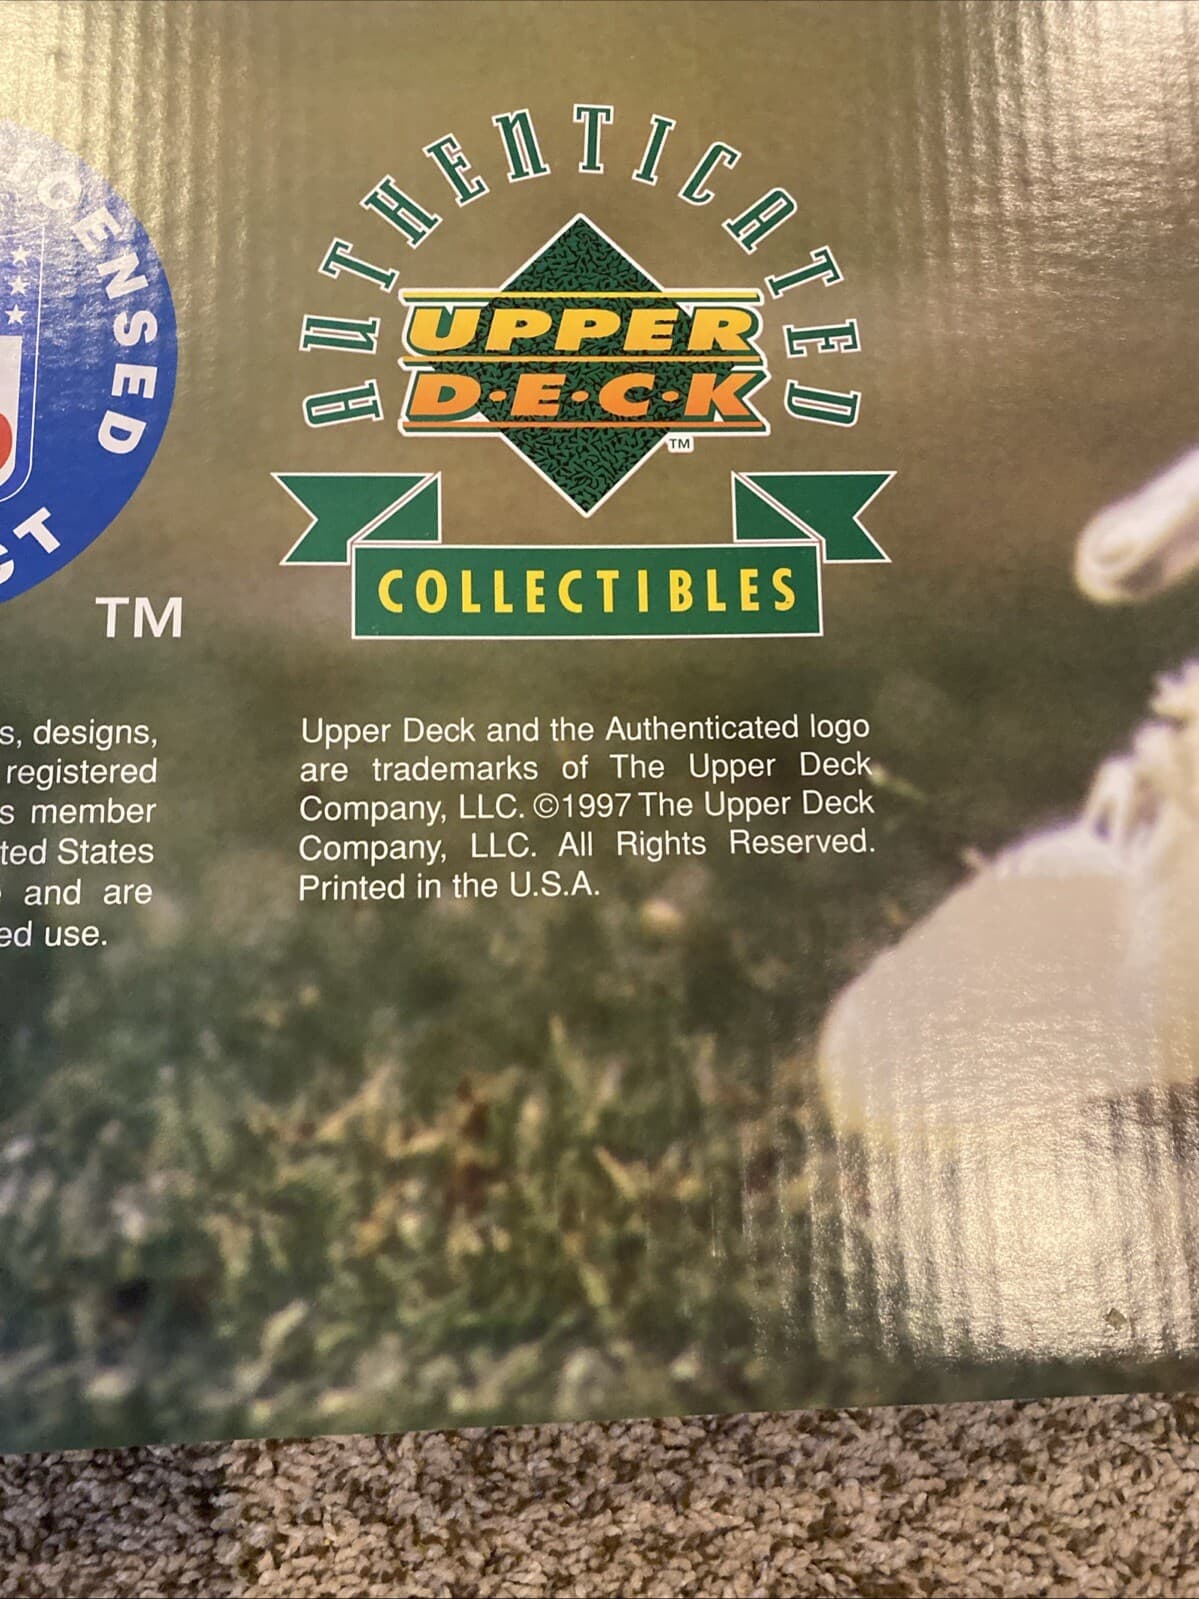 AUTHENTICATED
UPPER
D·E·C·K
TM
COLLECTIBLES
LICENSED
CT
TM
s, designs,
registered
s member
ted States
and are
ed use.
Upper Deck and the Authenticated logo
are trademarks of The Upper Deck
Company, LLC. ©1997 The Upper Deck
Company, LLC. All Rights Reserved.
Printed in the U.S.A.